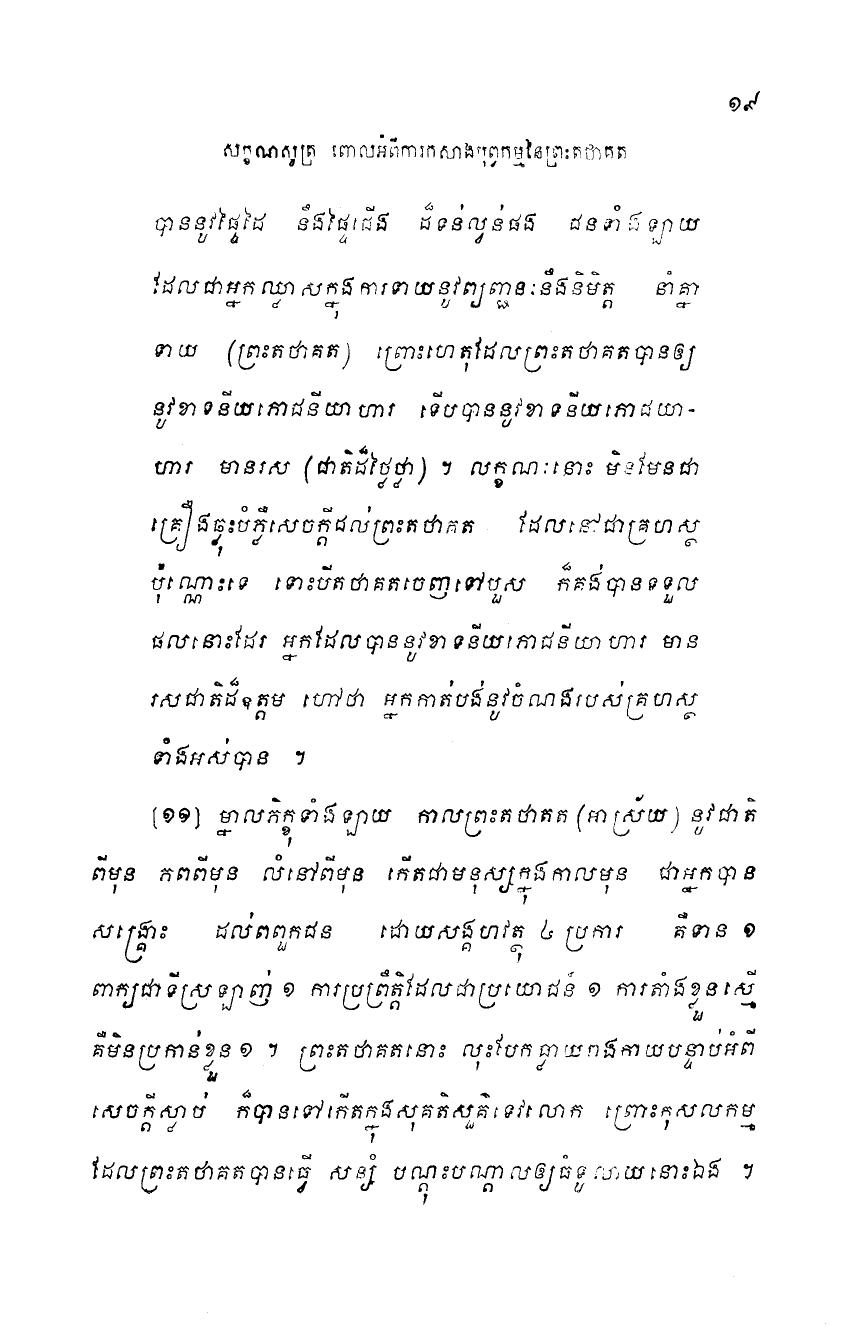 ១៩
លក្ខណសូត្រ ពោលអំពីការកសាងបុព្វកម្មនៃព្រះតថាគត
បាននូវផ្ទៃដៃ នឹងផ្ទៃជើង ដ៏ទន់ល្វន់ផង ជនទាំងឡាយ
ដែលជាអ្នកឈ្លាសក្នុងការទាយនូវព្យញ្ជនៈនឹងនិមិត្ត នាំគ្នា
ទាយ (ព្រះតថាគត) ព្រោះហេតុដែលព្រះតថាគតបានឲ្យ
នូវខាទនីយភោជនីយាហារ ទើបបាននូវខាទនីយភោជយា-
ហារ មានរស (ជាតិដ៏ថ្លៃថ្លា) ។ លក្ខណៈនោះ មិនមែនជា
គ្រឿងផ្លុះបំភ្លឺសេចក្តីដល់ព្រះតថាគត ដែលនៅជាគ្រហស្ថ
ប៉ុណ្ណោះទេ ទោះបីតថាគតចេញទៅបួស ក៏គង់បានទទួល
ផលនោះដែរ អ្នកដែលបាននូវខាទនីយភោជនីយាហារ មាន
រសជាតិដ៏ឧត្តម ហៅថា អ្នកកាត់បង់នូវចំណងរបស់គ្រហស្ថ
ទាំងអស់បាន ។
[១១] ម្នាលភិក្ខុទាំងឡាយ កាលព្រះតថាតត (អាស្រ័យ) នូវជាតិ
ពីមុន ភពពីមុន លំនៅពីមុន កើតជាមនុស្សក្នុងកាលមុន ជាអ្នកបាន
សង្គ្រោះ ដល់ពពួកជន ដោយសង្គហវត្ថុ ៤ ប្រការ គឺទាន ១
ពាក្យជាទីស្រឡាញ់ ១ ការប្រព្រឹត្តិដែលជាប្រយោជន៍ ១ ការតាំងខ្លួនស្មើ
គឺមិនប្រកាន់ខ្លួន ១ ។ ព្រះតថាគតនោះ លុះបែកធ្លាយរាងកាយបន្ទាប់អំពី
សេចក្តីស្លាប់ ក៏បានទៅកើតក្នុងសុគតិសួគិទេវលោក ព្រោះកុសលកម្ម
ដែលព្រះតថាគតបានធ្វើ សន្សំ បណ្តុះបណ្តាលឲ្យធំទូលាយនោះឯង ។